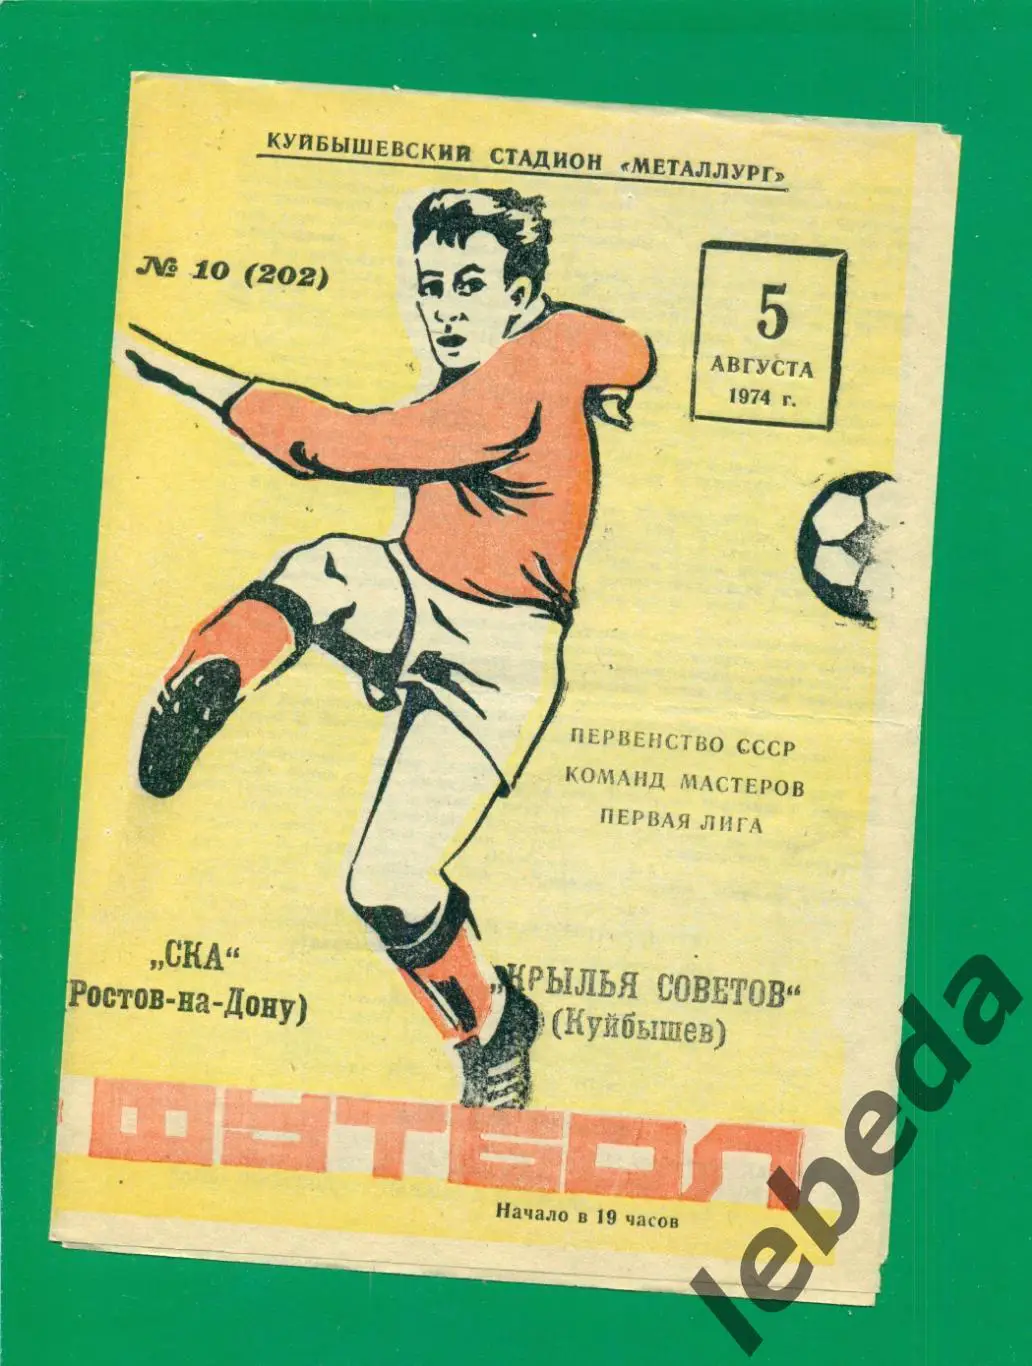 КУЙБЫШЕВСКИЙ СТАДИОН «МЕТАЛЛУРГ»
№ 10 (202)
5
АВГУСТА
1974 г.
ПЕРВЕНСТВО СССР
КОМАНД МАСТЕРОВ
ПЕРВАЯ ЛИГА
„СКА“
(Ростов-на-Дону)
„КРЫЛЬЯ СОВЕТОВ“
(Куйбышев)
ФУТБОЛ
Начало в 19 часов
lebeda